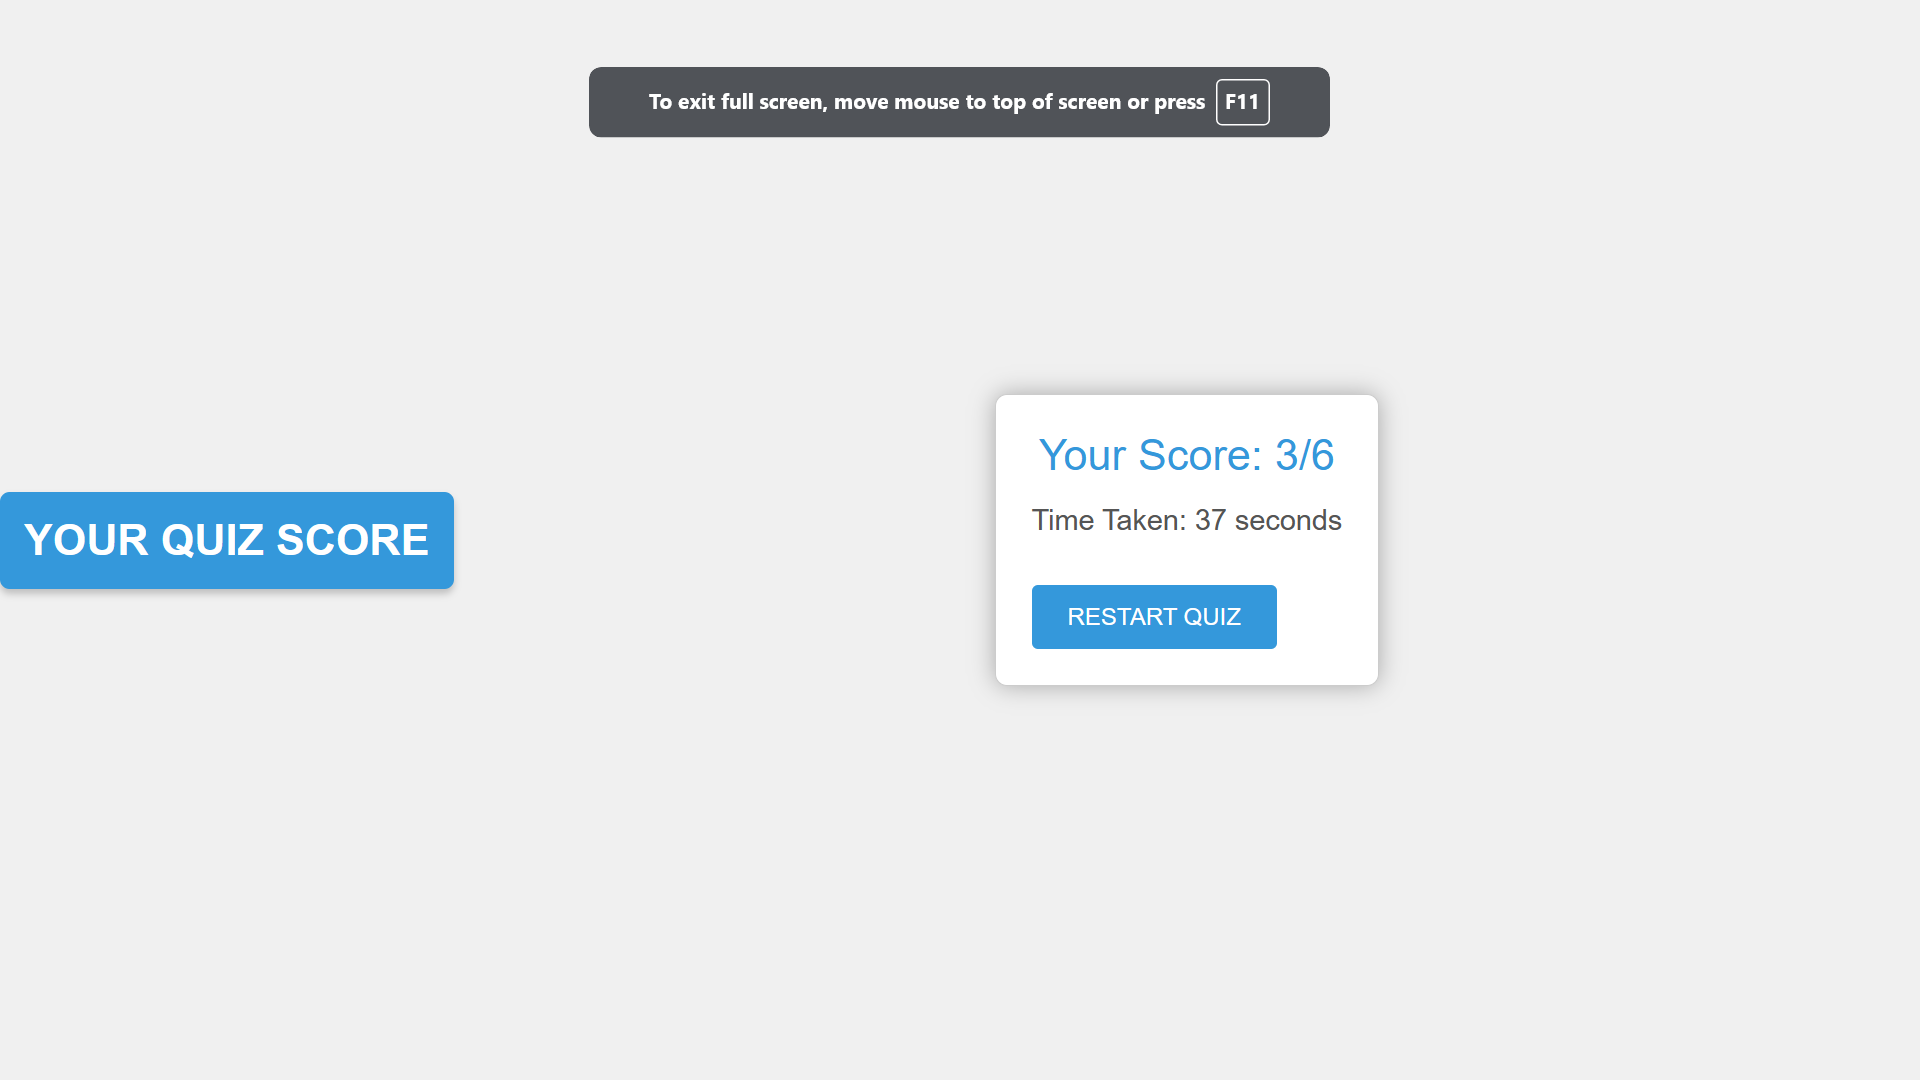 To exit full screen, move mouse to top of screen or press F11
YOUR QUIZ SCORE
Your Score: 3/6
Time Taken: 37 seconds
RESTART QUIZ